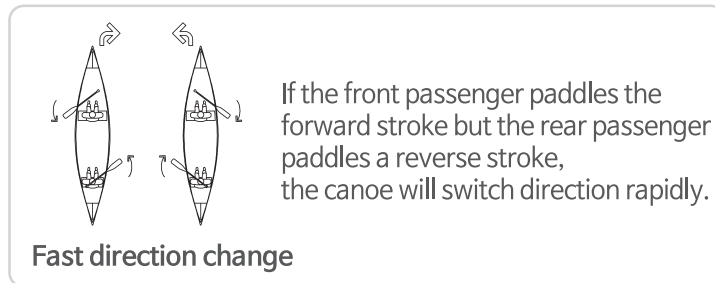 If the front passenger paddles the
forward stroke but the rear passenger
paddles a reverse stroke,
the canoe will switch direction rapidly.
Fast direction change